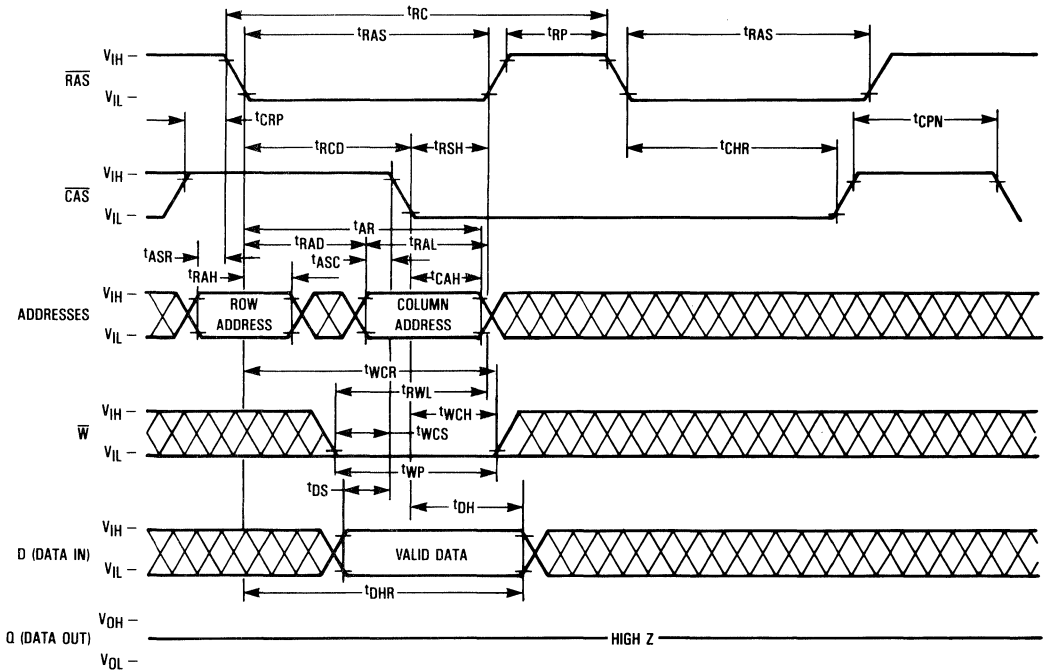 tRC
tRAS
tRP
tRAS
RAS
VIH
VIL
tCRP
tRCD
tRSH
tCHR
tCPN
CAS
VIH
VIL
tAR
tRAD
tRAL
tASR
tRAH
tASC
tCAH
ADDRESSES
VIH
VIL
ROW
ADDRESS
COLUMN
ADDRESS
tWCR
tRWL
tWCH
tWCS
tWP
W
VIH
VIL
tDS
tDH
D (DATA IN)
VIH
VIL
VALID DATA
tDHR
Q (DATA OUT)
VOH
HIGH Z
VOL